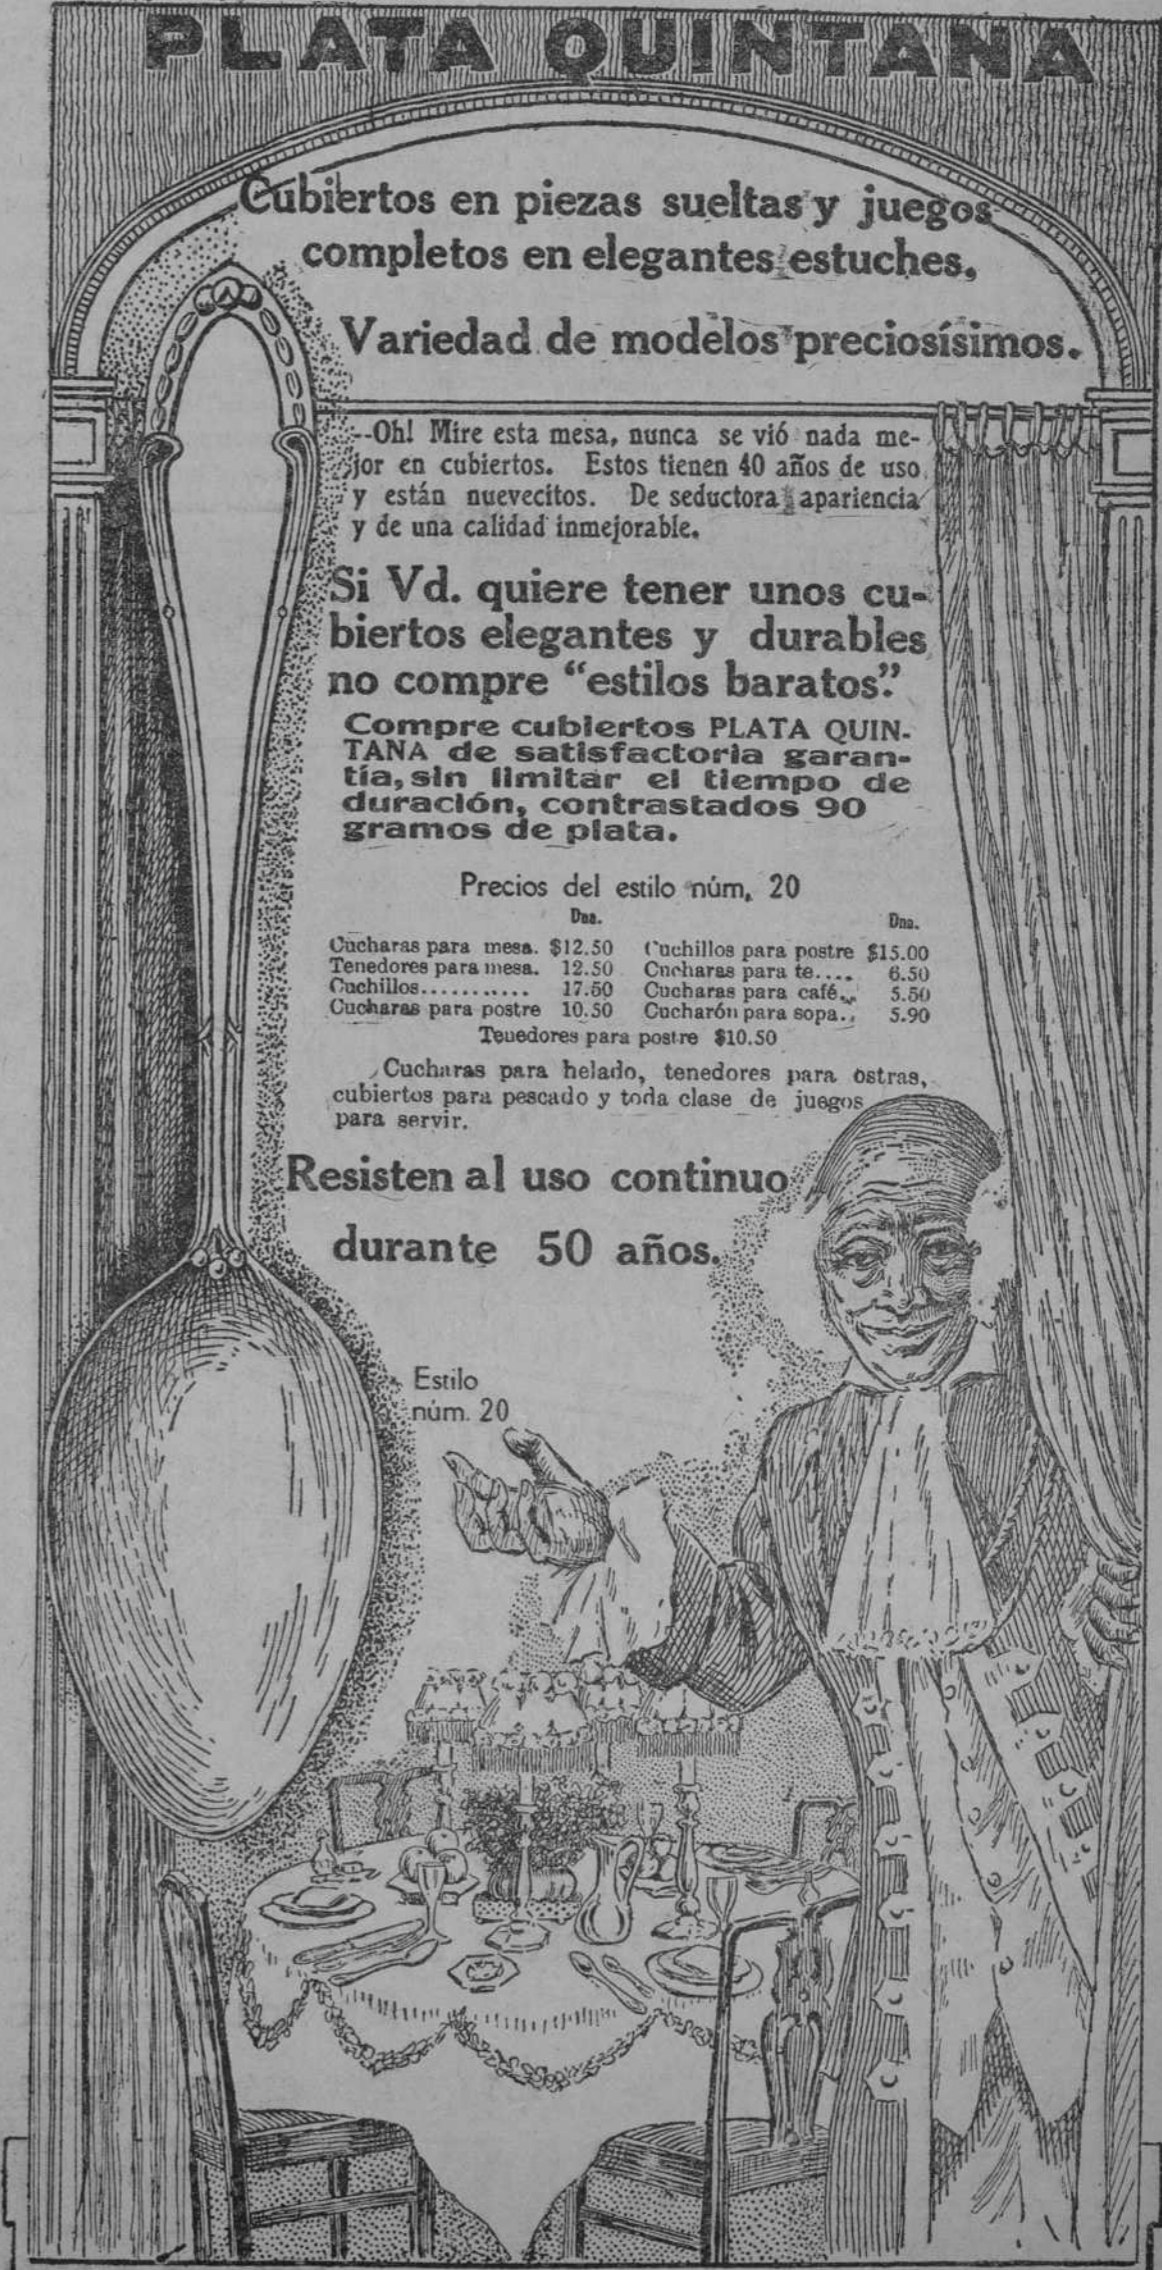 PLATA QUINTANA
Cubiertos en piezas sueltas y juegos
completos en elegantes estuches.
Variedad de modelos preciosísimos.
--Oh! Mire esta mesa, nunca se vió nada me-
jor en cubiertos. Estos tienen 40 años de uso
y están nuevecitos. De seductora apariencia
y de una calidad inmejorable.
Si Vd. quiere tener unos cu-
biertos elegantes y durables
no compre “estilos baratos”.
Compre cubiertos PLATA QUIN-
TANA de satisfactoria garan-
tía, sin limitar el tiempo de
duración, contrastados 90
gramos de plata.
Precios del estilo núm. 20
Dna. Dna.
Cucharas para mesa. $12.50 Cuchillos para postre $15.00
Tenedores para mesa. 12.50 Cucharas para te.... 6.50
Cuchillos........... 17.50 Cucharas para café.. 5.50
Cucharas para postre 10.50 Cucharón para sopa.. 5.90
Tenedores para postre $10.50
Cucharas para helado, tenedores para ostras,
cubiertos para pescado y toda clase de juegos
para servir.
Resisten al uso continuo
durante 50 años.
Estilo
núm. 20